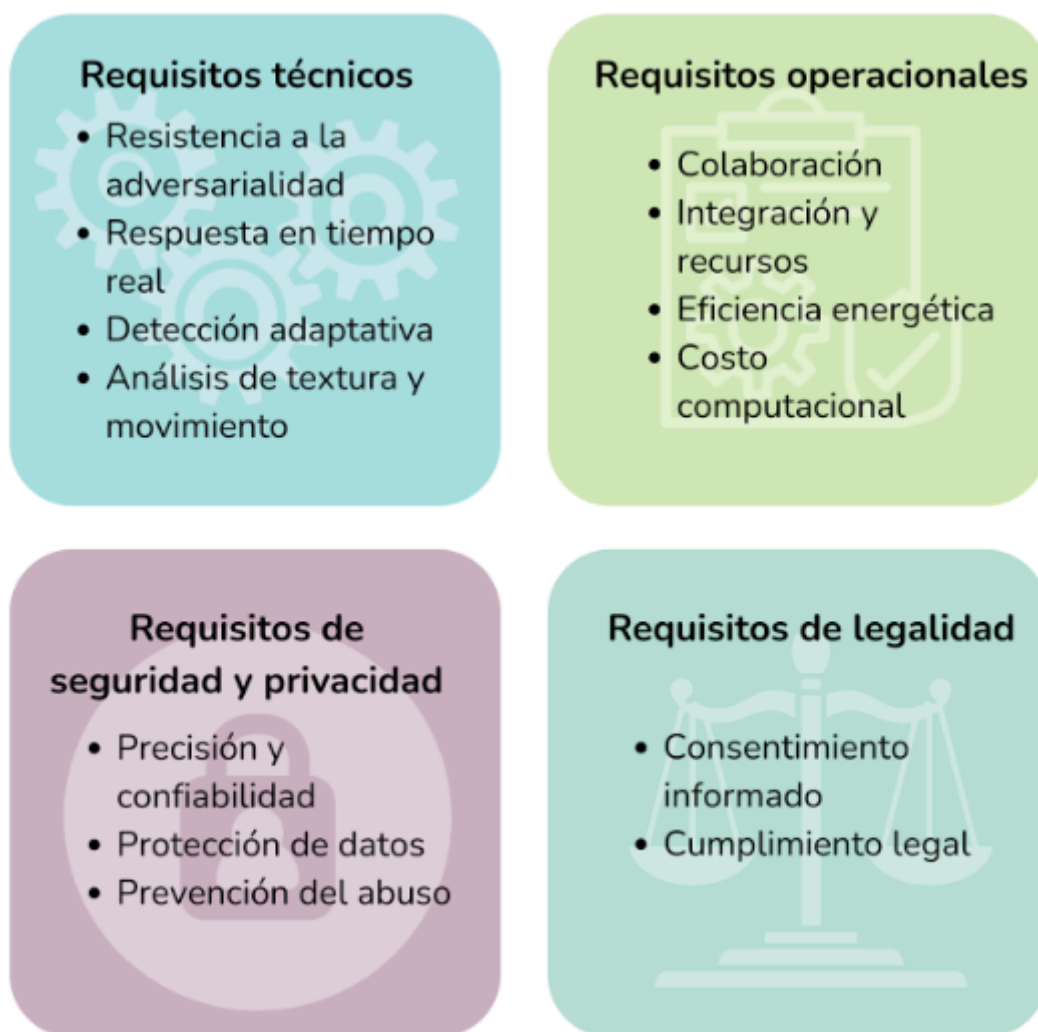 Requisitos técnicos
• Resistencia a la
adversarialidad
• Respuesta en tiempo
real
• Detección adaptativa
• Análisis de textura y
movimiento
Requisitos operacionales
• Colaboración
• Integración y
recursos
• Eficiencia energética
• Costo
computacional
Requisitos de
seguridad y privacidad
• Precisión y
confiabilidad
• Protección de datos
• Prevención del abuso
Requisitos de legalidad
• Consentimiento
informado
• Cumplimiento legal